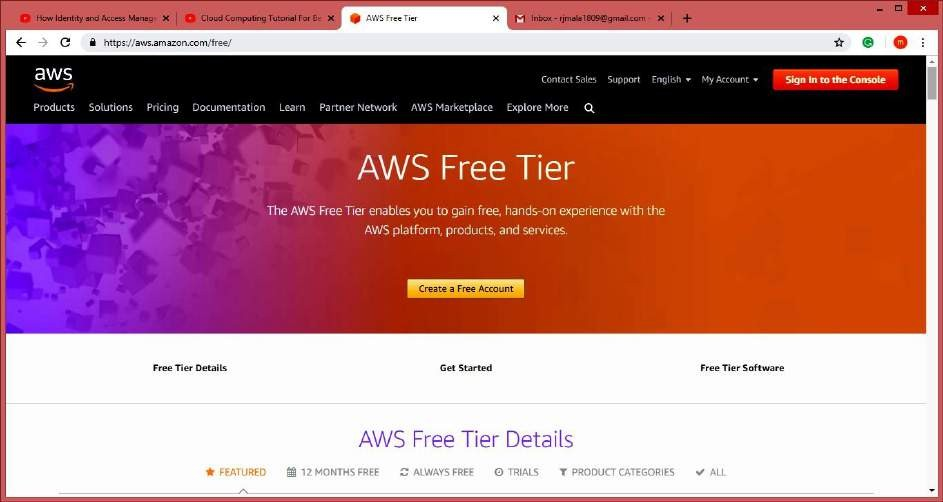 How Identity and Access Manag
Cloud Computing Tutorial For Be
AWS Free Tier
Inbox - rjmala1809@gmail.com
https://aws.amazon.com/free/
m
aws
Contact Sales Support English My Account Sign In to the Console
Products Solutions Pricing Documentation Learn Partner Network AWS Marketplace Explore More
AWS Free Tier
The AWS Free Tier enables you to gain free, hands-on experience with the
AWS platform, products, and services.
Create a Free Account
Free Tier Details Get Started Free Tier Software
AWS Free Tier Details
FEATURED 12 MONTHS FREE ALWAYS FREE TRIALS PRODUCT CATEGORIES ALL